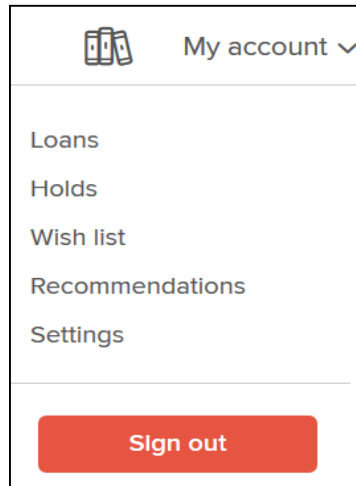 My account
Loans
Holds
Wish list
Recommendations
Settings
SIgn out